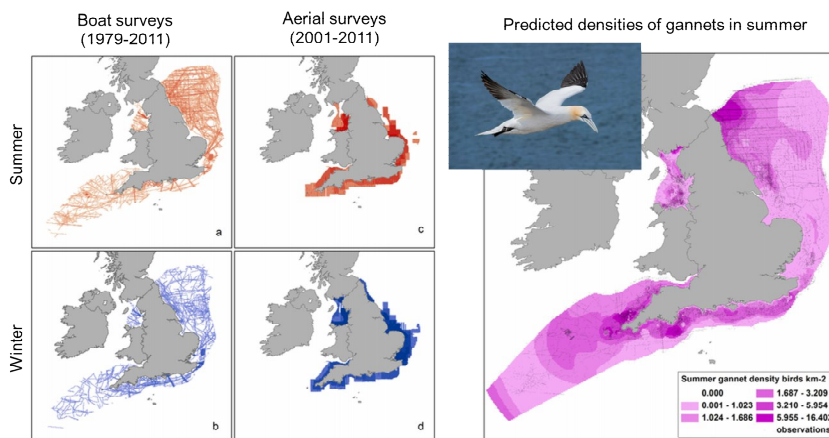 Boat surveys
(1979-2011)
Aerial surveys
(2001-2011)
Predicted densities of gannets in summer
Summer
a
c
Winter
b
d
Summer gannet density birds km-2
0.000
0.001 - 1.023
1.024 - 1.686
1.687 - 3.209
3.210 - 5.954
5.955 - 16.402
observations